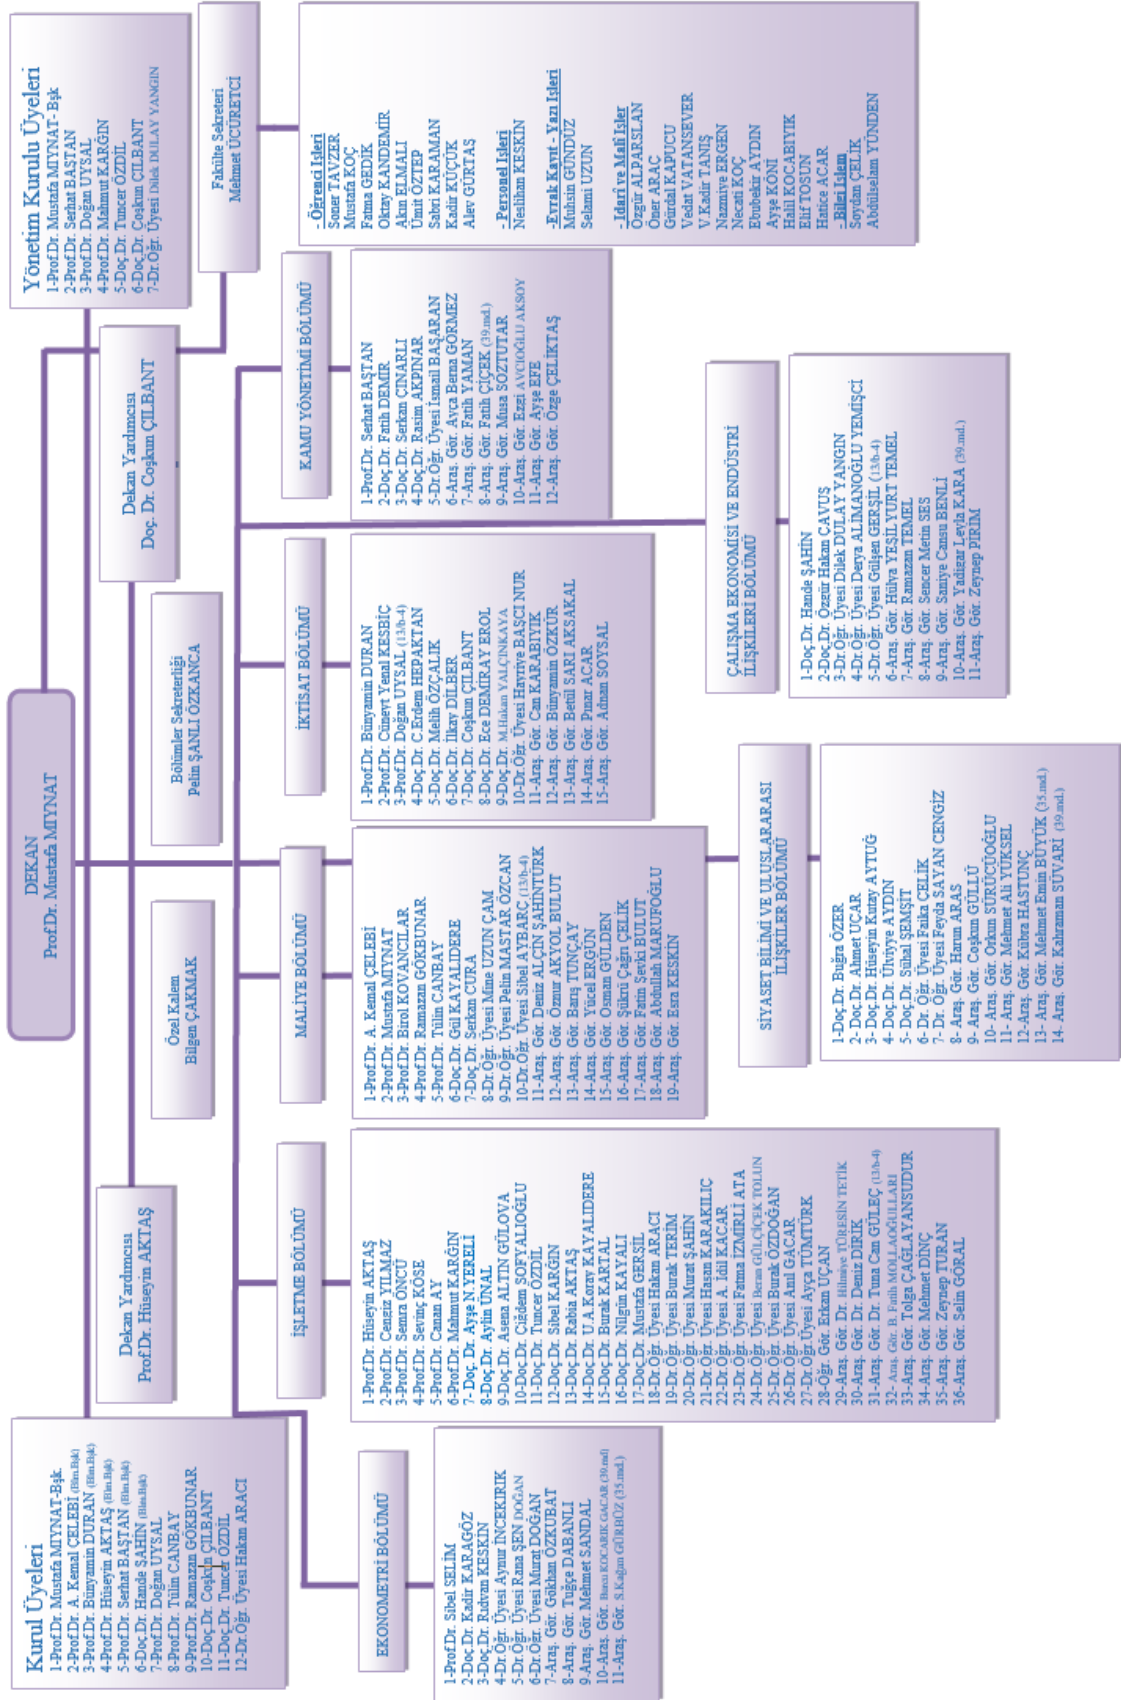 DEKAN
Prof.Dr. Mustafa MIYNAT
Kurul Üyeleri
1-Prof.Dr. Mustafa MIYNAT-Bşk.
2-Prof.Dr. A. Kemal ÇELEBİ (Blm.Bşk)
3-Prof.Dr. Bünyamin DURAN (Blm.Bşk)
4-Prof.Dr. Hüseyin AKTAŞ (Blm.Bşk)
5-Prof.Dr. Serhat BAŞTAN (Blm.Bşk)
6-Doç.Dr. Hande ŞAHİN (Blm.Bşk)
7-Prof.Dr. Doğan UYSAL
8-Prof.Dr. Tülin CANBAY
9-Prof.Dr. Ramazan GÖKBUNAR
10-Doç.Dr. Coşkun ÇILBANT
11-Doç.Dr. Tuncer ÖZDİL
12-Dr.Öğr. Üyesi Hakan ARACI
Dekan Yardımcısı
Prof.Dr. Hüseyin AKTAŞ
Özel Kalem
Bilgen ÇAKMAK
Bölümler Sekreterliği
Pelin ŞANLI ÖZKANCA
Dekan Yardımcısı
Doç. Dr. Coşkun ÇILBANT
Yönetim Kurulu Üyeleri
1-Prof.Dr. Mustafa MIYNAT- Bşk
2-Prof.Dr. Serhat BAŞTAN
3-Prof.Dr. Doğan UYSAL
4-Prof.Dr. Mahmut KARĞIN
5-Doç.Dr. Tuncer ÖZDİL
6-Doç.Dr. Coşkun ÇILBANT
7-Dr.Öğr. Üyesi Dilek DULAY YANGIN
Fakülte Sekreteri
Mehmet ÜCÜRETCİ
- Öğrenci İşleri
Soner TAVZER
Mustafa KOÇ
Fatma GEDİK
Oktay KANDEMİR
Akın ELMALI
Ümit ÖZTEP
Sabri KARAMAN
Kadir KÜÇÜK
Alev GÜRTAŞ
- Personel İşleri
Neslihan KESKİN
-Evrak Kayıt - Yazı İşleri
Muhsin GÜNDÜZ
Selami UZUN
- İdarî ve Malî İşler
Özgür ALPARSLAN
Ömer ARAÇ
Gürdal KAPUCU
Vedat VATANSEVER
V.Kadir TANIŞ
Nazmiye ERGEN
Necati KOÇ
Ebubekir AYDIN
Ayşe KÖNİ
Halil KOCABIYIK
Elif TOSUN
Hatice ACAR
-Bilgi İşlem
Soydan ÇELİK
Abdülselam YÜNDEN
EKONOMETRİ BÖLÜMÜ
1-Prof.Dr. Sibel SELİM
2-Doç.Dr. Kadir KARAGÖZ
3-Doç.Dr. Rıdvan KESKİN
4-Dr.Öğr. Üyesi Aynur İNCEKIRIK
5-Dr.Öğr. Üyesi Rana ŞEN DOĞAN
6-Dr.Öğr. Üyesi Murat DOĞAN
7-Araş. Gör. Gökhan ÖZKUBAT
8-Araş. Gör. Tuğçe DABANLI
9-Araş. Gör. Mehmet SANDAL
10-Araş. Gör. Burcu KOCARIK GACAR (39.md)
11-Araş. Gör. S.Kağan GÜRBÜZ (35.md.)
İŞLETME BÖLÜMÜ
1-Prof.Dr. Hüseyin AKTAŞ
2-Prof.Dr. Cengiz YILMAZ
3-Prof.Dr. Semra ÖNCÜ
4-Prof.Dr. Sevinç KÖSE
5-Prof.Dr. Canan AY
6-Prof.Dr. Mahmut KARĞIN
7-Doç. Dr. Ayşe N.YERELİ
8-Doç.Dr. Aylin ÜNAL
9-Doç.Dr. Asena ALTIN GÜLOVA
10-Doç.Dr. Çiğdem SOFYALIOĞLU
11-Doç.Dr. Tuncer ÖZDİL
12-Doç.Dr. Sibel KARĞIN
13-Doç.Dr. Rabia AKTAŞ
14-Doç.Dr. U.A.Koray KAYALIDERE
15-Doç.Dr. Burak KARTAL
16-Doç.Dr. Nilgün KAYALI
17-Doç.Dr. Mustafa GERŞİL
18-Dr.Öğr. Üyesi Hakan ARACI
19-Dr.Öğr. Üyesi Burak TERİM
20-Dr.Öğr. Üyesi Murat ŞAHİN
21-Dr.Öğr. Üyesi Hasan KARAKILIÇ
22-Dr.Öğr. Üyesi A. İdil KACAR
23-Dr.Öğr. Üyesi Fatma İZMİRLİ ATA
24-Dr.Öğr. Üyesi Beran GÜLÇİÇEK TOLUN
25-Dr.Öğr. Üyesi Burak ÖZDOĞAN
26-Dr.Öğr. Üyesi Anıl GACAR
27-Dr.Öğr. Üyesi Ayça TÜMTÜRK
28-Öğr. Gör. Erkan UÇAN
29-Araş. Gör. Dr. Hilmiye TÜRESİN TETİK
30-Araş. Gör. Dr. Deniz DİRİK
31-Araş. Gör. Dr. Tuna Can GÜLEÇ (13/b-4)
32- Araş. Gör. B. Fatih MOLLAOĞULLARI
33-Araş. Gör. Tolga ÇAĞLAYANSUDUR
34-Araş. Gör. Mehmet DİNÇ
35-Araş. Gör. Zeynep TURAN
36-Araş. Gör. Selin GÖRAL
MALİYE BÖLÜMÜ
1-Prof.Dr. A. Kemal ÇELEBİ
2-Prof.Dr. Mustafa MIYNAT
3-Prof.Dr. Birol KOVANCILAR
4-Prof.Dr. Ramazan GÖKBUNAR
5-Prof.Dr. Tülin CANBAY
6-Doç.Dr. Gül KAYALIDERE
7-Doç.Dr. Serkan CURA
8-Dr.Öğr. Üyesi Mine UZUN ÇAM
9-Dr.Öğr. Üyesi Pelin MASTAR ÖZCAN
10-Dr.Öğr. Üyesi Sibel AYBARÇ (13/b-4)
11-Araş. Gör. Deniz ALÇİN ŞAHİNTÜRK
12-Araş. Gör. Öznur AKYOL BULUT
13-Araş. Gör. Barış TUNÇAY
14-Araş. Gör. Yücel ERGÜN
15-Araş. Gör. Osman GÜLDEN
16-Araş. Gör. Şükrü Çağrı ÇELİK
17-Araş. Gör. Fatih Şevki BULUT
18-Araş. Gör. Abdullah MARUFOĞLU
19-Araş. Gör. Esra KESKİN
İKTİSAT BÖLÜMÜ
1-Prof.Dr. Bünyamin DURAN
2-Prof.Dr. Cüneyt Yenal KESBİÇ
3-Prof.Dr. Doğan UYSAL (13/b-4)
4-Doç.Dr. C.Erdem HEPAKTAN
5-Doç.Dr. Melih ÖZÇALIK
6-Doç.Dr. İlkay DİLBER
7-Doç.Dr. Coşkun ÇILBANT
8-Doç.Dr. Ece DEMİRAY EROL
9-Doç.Dr. M.Hakan YALÇINKAYA
10-Dr.Öğr. Üyesi Hayriye BAŞCI NUR
11-Araş. Gör. Can KARABIYIK
12-Araş. Gör. Bünyamin ÖZKUR
13-Araş. Gör. Betül SARI AKSAKAL
14-Araş. Gör. Pınar ACAR
15-Araş. Gör. Adnan SOYSAL
KAMU YÖNETİMİ BÖLÜMÜ
1-Prof.Dr. Serhat BAŞTAN
2-Doç.Dr. Fatih DEMİR
3-Doç.Dr. Serkan ÇINARLI
4-Doç.Dr. Rasim AKPINAR
5-Dr.Öğr. Üyesi İsmail BAŞARAN
6-Araş. Gör. Ayça Berna GÖRMEZ
7-Araş. Gör. Fatih YAMAN
8-Araş. Gör. Fatih ÇİÇEK (39.md.)
9-Araş. Gör. Musa SOZTUTAR
10-Araş. Gör. Ezgi AVCIOĞLU AKSOY
11-Araş. Gör. Ayşe EFE
12-Araş. Gör. Özge ÇELİKTAŞ
SİYASET BİLİMİ VE ULUSLARARASI
İLİŞKİLER BÖLÜMÜ
1-Doç.Dr. Buğra ÖZER
2- Doç.Dr. Ahmet UÇAR
3- Doç.Dr. Hüseyin Kutay AYTUĞ
4- Doç.Dr. Ulviyye AYDIN
5- Doç.Dr. Sühal ŞEMŞİT
6- Dr. Öğr. Üyesi Faika ÇELİK
7- Dr. Öğr. Üyesi Feyda SAYAN CENGİZ
8- Araş. Gör. Harun ARAS
9- Araş. Gör. Coşkun GÜLLÜ
10- Araş. Gör. Orkun SÜRÜCÜOĞLU
11- Araş. Gör. Mehmet Ali YÜKSEL
12-Araş. Gör. Kübra HASTUNÇ
13- Araş. Gör. Mehmet Emin BÜYÜK (35.md.)
14- Araş. Gör. Kahraman SÜVARİ (39.md.)
ÇALIŞMA EKONOMİSİ VE ENDÜSTRİ
İLİŞKİLERİ BÖLÜMÜ
1-Doç.Dr. Hande ŞAHİN
2-Doç.Dr. Özgür Hakan ÇAVUŞ
3-Dr.Öğr. Üyesi Dilek DULAY YANGIN
4-Dr.Öğr. Üyesi Derya ALİMANOĞLU YEMİŞCİ
5-Dr.Öğr. Üyesi Gülşen GERŞİL (13/b-4)
6-Araş. Gör. Hülya YEŞİLYURT TEMEL
7-Araş. Gör. Ramazan TEMEL
8-Araş. Gör. Sencer Metin SES
9-Araş. Gör. Saniye Cansu BENLİ
10-Araş. Gör. Yadigar Leyla KARA (39.md.)
11-Araş. Gör. Zeynep PİRİM